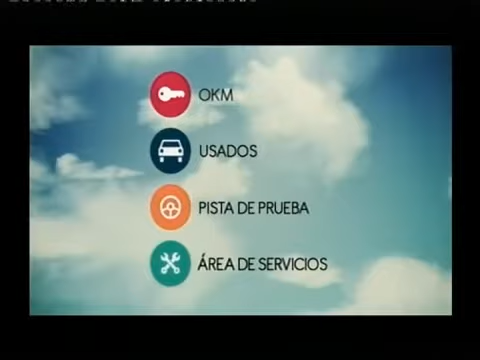 OKM
USADOS
PISTA DE PRUEBA
ÁREA DE SERVICIOS